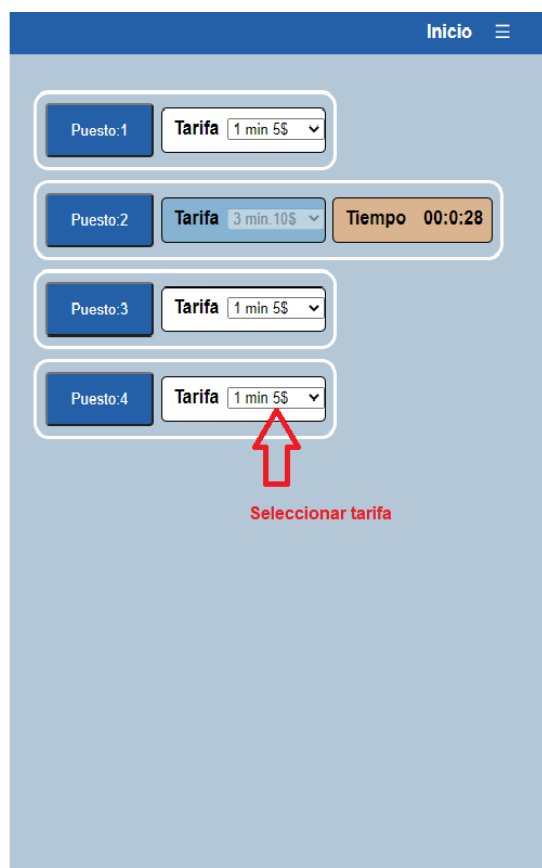 Inicio ☰
Puesto:1 Tarifa 1 min 5$
Puesto:2 Tarifa 3 min.10$ Tiempo 00:0:28
Puesto:3 Tarifa 1 min 5$
Puesto:4 Tarifa 1 min 5$
Seleccionar tarifa